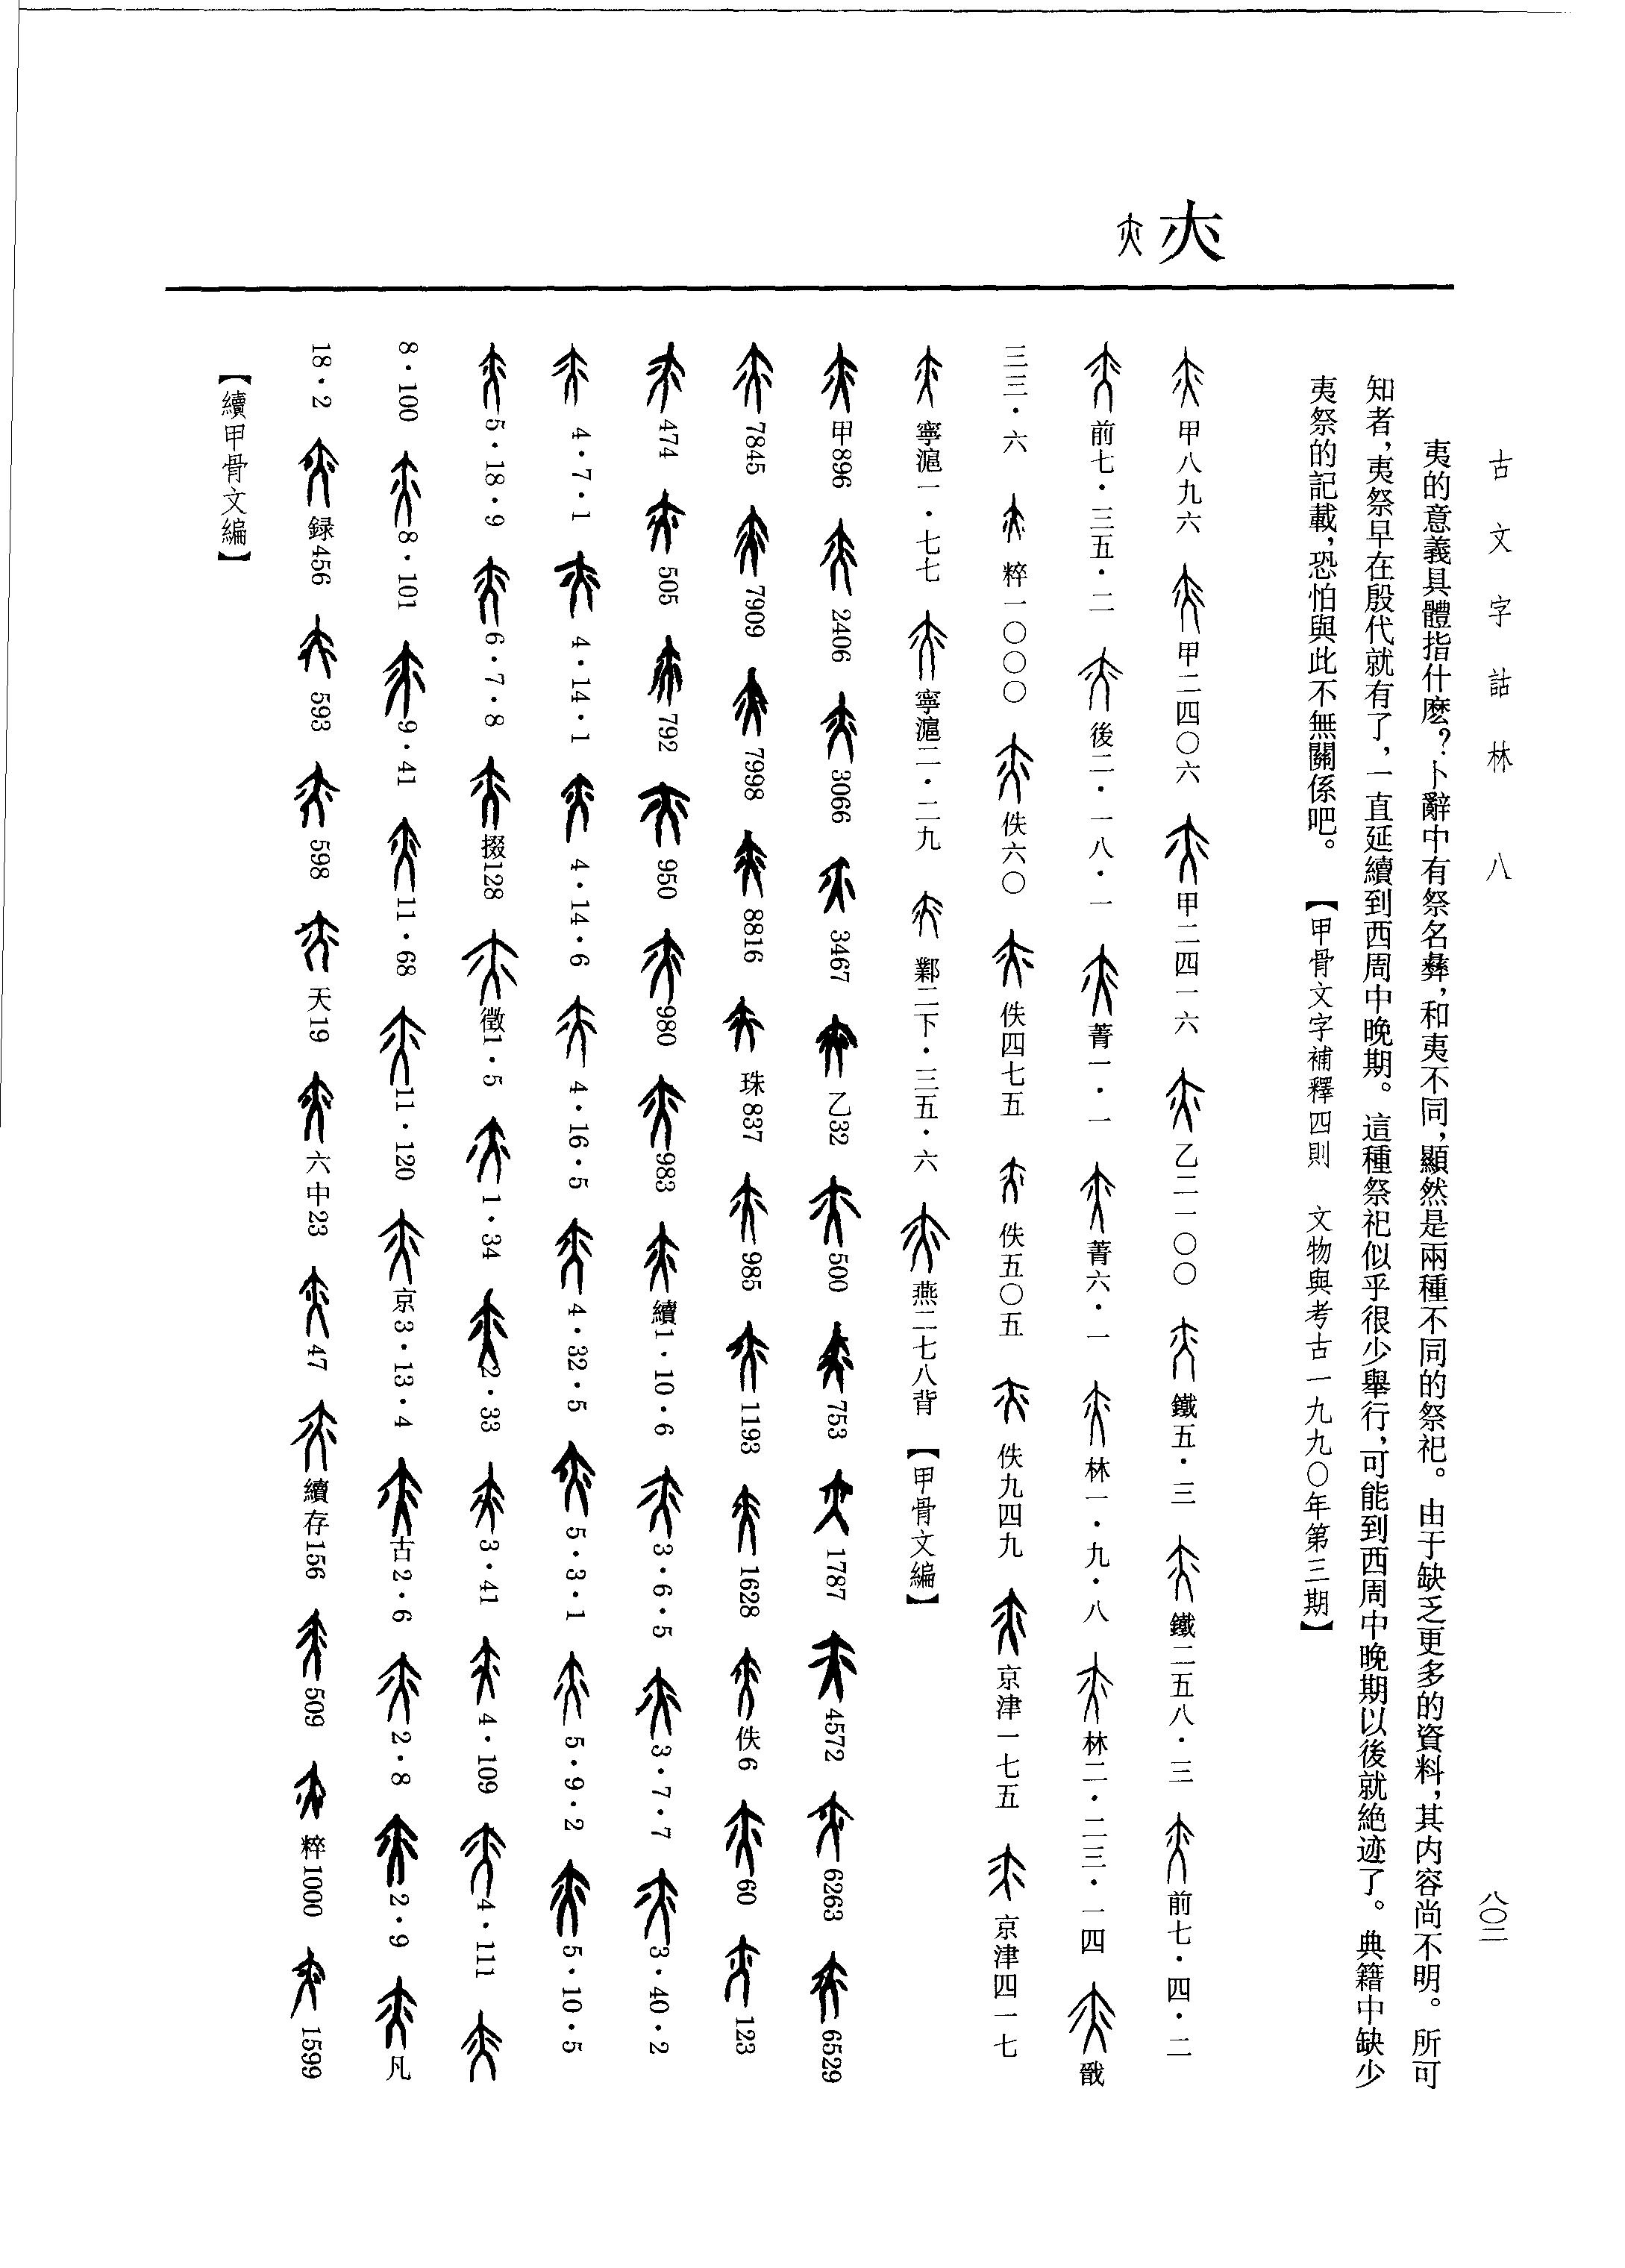 古文字詁林 八
八〇二
夷的意義具體指什麽?卜辭中有祭名彝,和夷不同,顯然是兩種不同的祭祀。由于缺乏更多的資料,其内容尚不明。所可
知者,夷祭早在殷代就有了,一直延續到西周中晚期。這種祭祀似乎很少舉行,可能到西周中晚期以後就絶迹了。典籍中缺少
夷祭的記載,恐怕與此不無關係吧。 【甲骨文字補釋四則 文物與考古一九九〇年第三期】
甲八九六 甲二四〇六 甲二四一六 乙二一〇〇 鐵五·三 鐵二五八·三 前七·四·二
前七·三五·二 後二·一八·一 菁一·一 菁六·一 林一·九·八 林二·二三·一四 戩
三三·六 粹一〇〇〇 佚六〇 佚四七五 佚五〇五 佚九四九 京津一七五 京津四一七
寧滬一·七七 寧滬二·二九 鄴二下·三五·六 燕二七八背 【甲骨文編】
甲896 2406 3066 3467 乙32 500 753 1787 4572 6263 6529
7845 7909 7998 8816 珠837 985 1193 1628 佚6 60 123
474 505 792 950 980 983 續1·10·6 3·6·5 3·7·7 3·40·2
4·7·1 4·14·1 4·14·6 4·16·5 4·32·5 5·3·1 5·9·2 5·10·5
5·18·9 6·7·8 掇128 徵1·5 1·34 2·33 3·41 4·109 4·111
8·100 8·101 9·41 11·68 11·120 京3·13·4 古2·6 2·8 2·9 凡
18·2 録456 593 598 天19 六中23 47 續存156 509 粹1000 1599
【續甲骨文編】